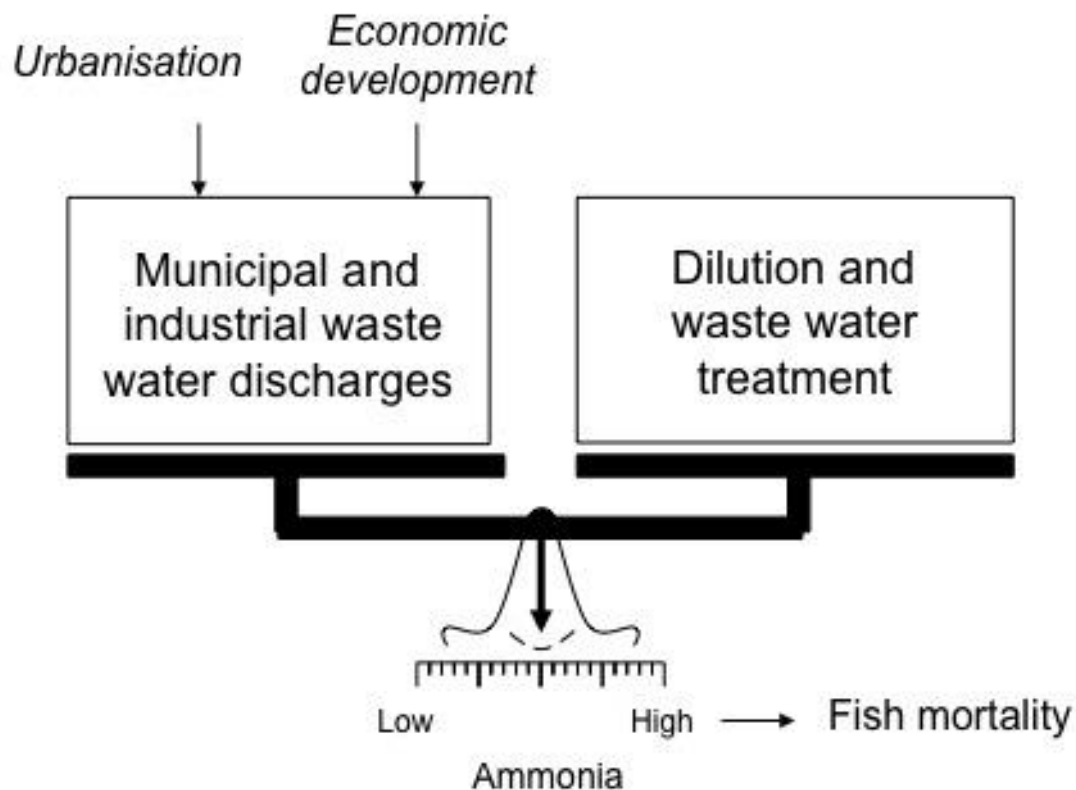 Urbanisation
Economic
development
Municipal and
industrial waste
water discharges
Dilution and
waste water
treatment
Low
High
Fish mortality
Ammonia